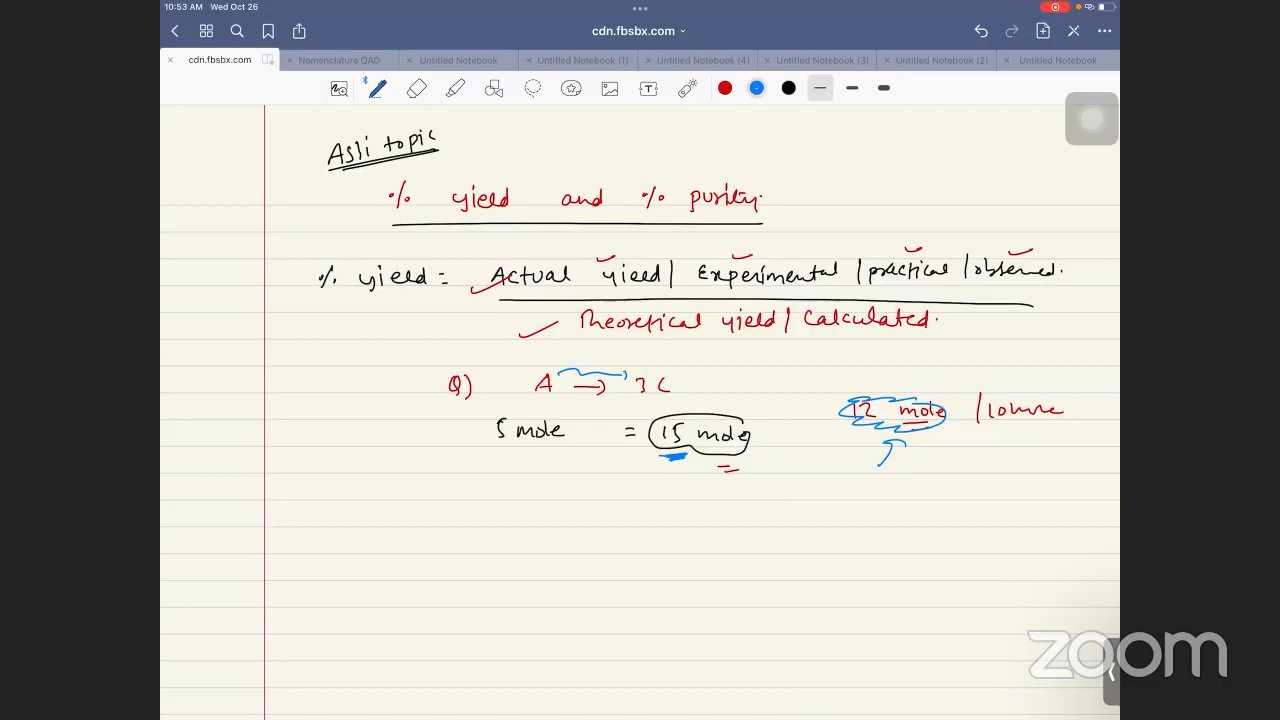 10:53 AM Wed Oct 26
cdn.fbsbx.com
cdn.fbsbx.com Nomenclature QAD Untitled Notebook Untitled Notebook (1) Untitled Notebook (4) Untitled Notebook (3) Untitled Notebook (2) Untitled Notebook
Asli topic
% yield and % purity.
% yield = Actual yield / Experimental / practical / observed.
Theoretical yield / Calculated.
Q) A → 3 C
12 mole /
5 mole = 15 mole
zoom